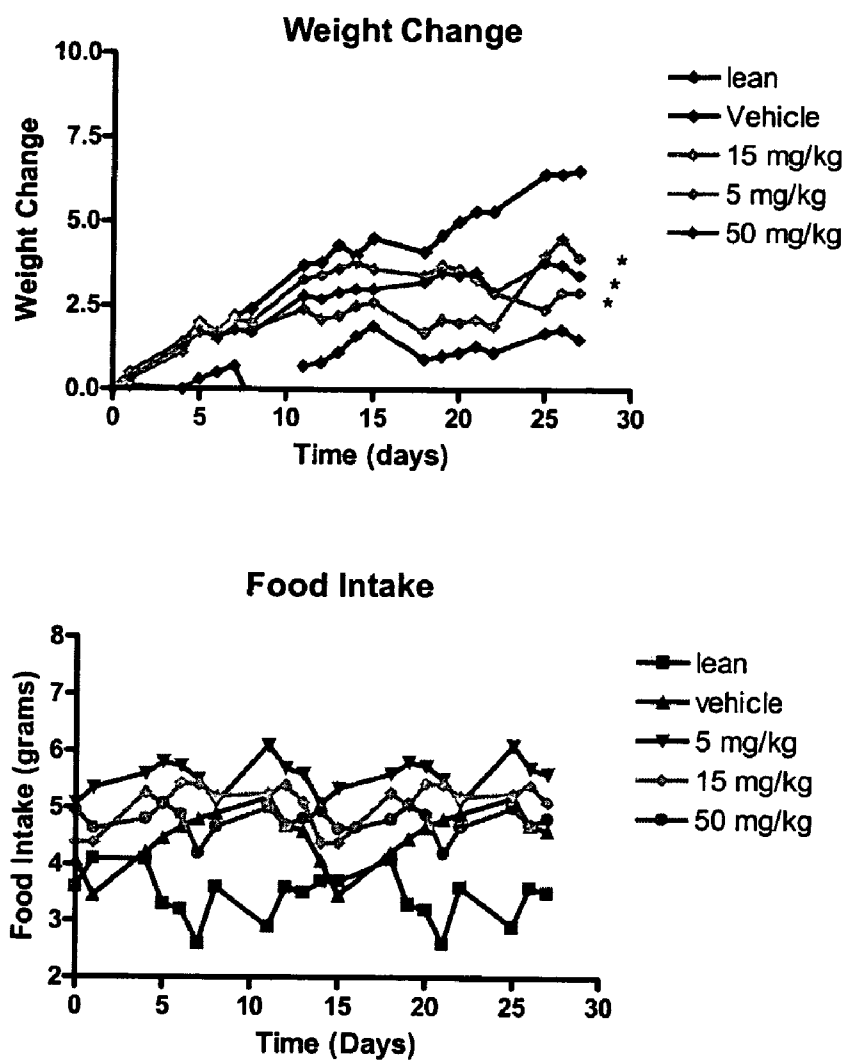 Weight Change
10.0
7.5
5.0
2.5
0.0
Weight Change
0 5 10 15 20 25 30
Time (days)
lean
Vehicle
15 mg/kg
5 mg/kg
50 mg/kg
*
*
*
Food Intake
8
7
6
5
4
3
2
Food Intake (grams)
0 5 10 15 20 25 30
Time (Days)
lean
vehicle
5 mg/kg
15 mg/kg
50 mg/kg